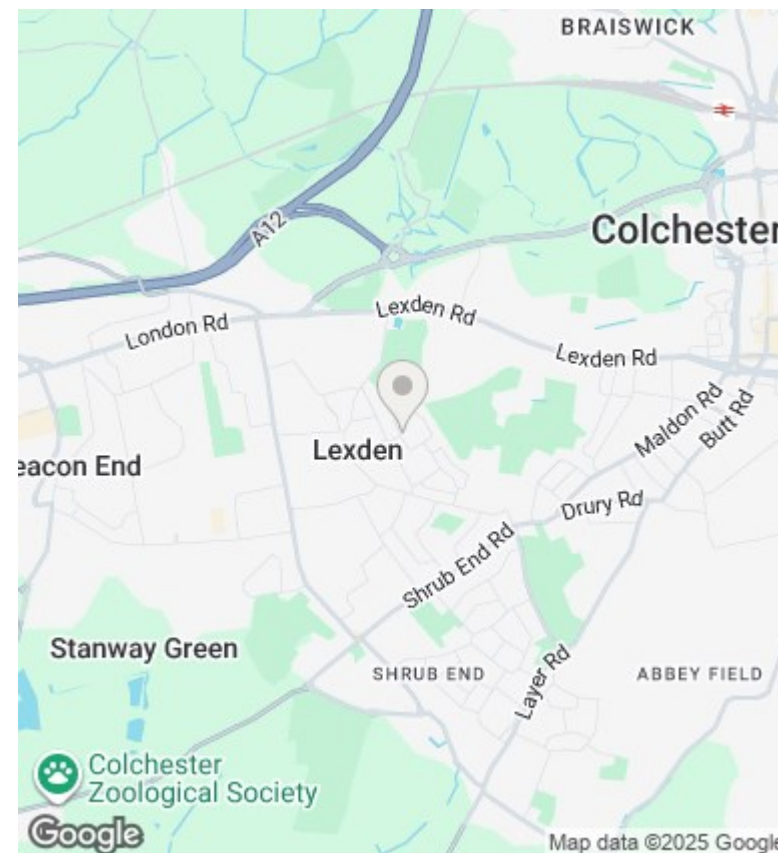 BRAISWICK
A12
Colchester
Lexden Rd
London Rd
Lexden Rd
Maldon Rd
Butt Rd
Lexden
eacon End
Drury Rd
Shrub End Rd
Stanway Green
SHRUB END
ABBEY FIELD
Layer Rd
Colchester
Zoological Society
Google
Map data ©2025 Google